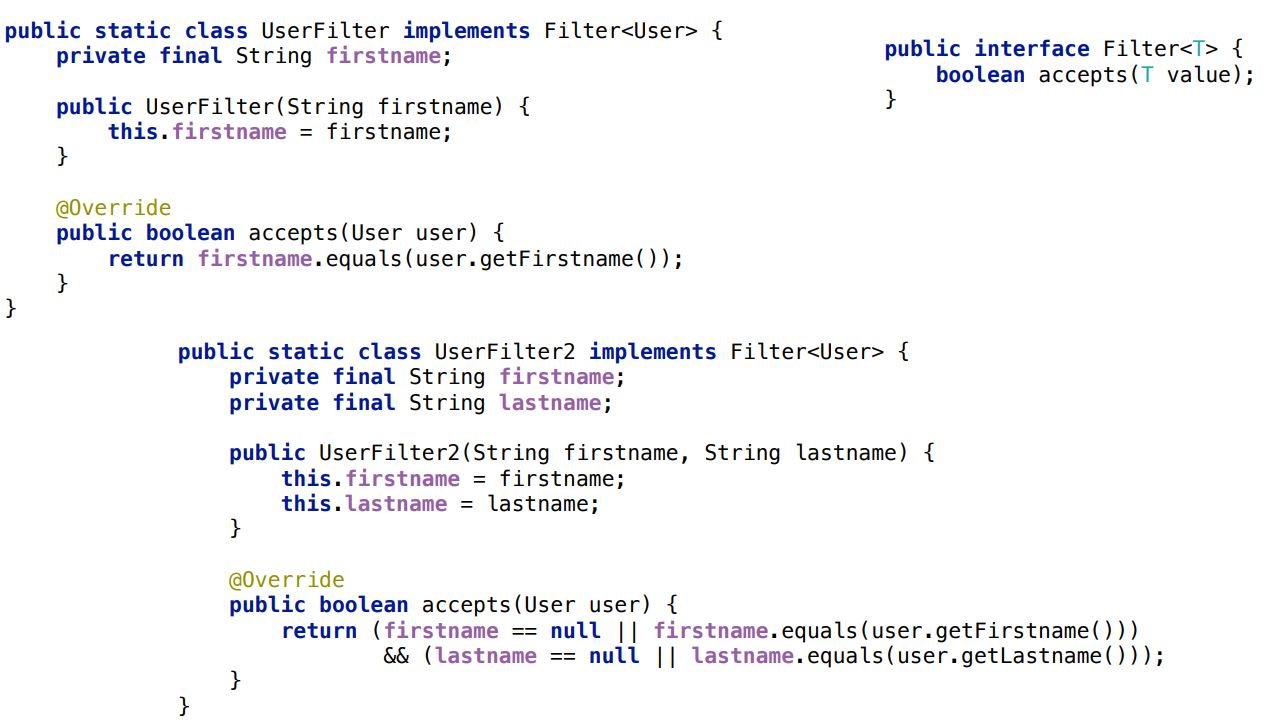 public static class UserFilter implements Filter<User> {
    private final String firstname;

    public UserFilter(String firstname) {
        this.firstname = firstname;
    }

    @Override
    public boolean accepts(User user) {
        return firstname.equals(user.getFirstname());
    }
}
public interface Filter<T> {
    boolean accepts(T value);
}
public static class UserFilter2 implements Filter<User> {
    private final String firstname;
    private final String lastname;

    public UserFilter2(String firstname, String lastname) {
        this.firstname = firstname;
        this.lastname = lastname;
    }

    @Override
    public boolean accepts(User user) {
        return (firstname == null || firstname.equals(user.getFirstname()))
                && (lastname == null || lastname.equals(user.getLastname()));
    }
}